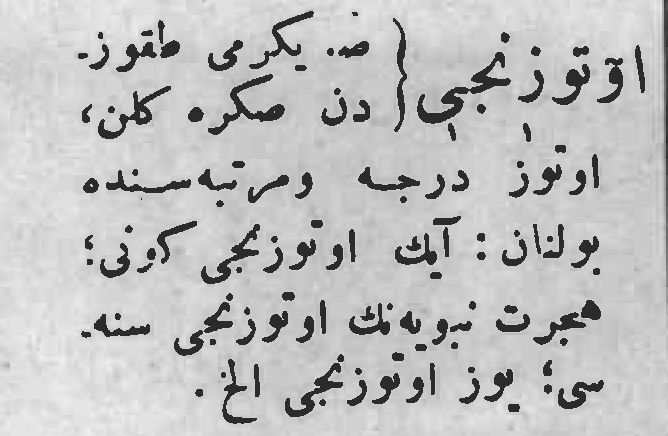 اوتوزنجی { ض. یکرمی طقوز-
دن صکره کلن،
اوتوز درجه ومرتبه‌سنده
بولنان: آیك اوتوزنجی کونی؛
هجرت نبویه‌نك اوتوزنجی سنه-
سی؛ یوز اوتوزنجی الخ.